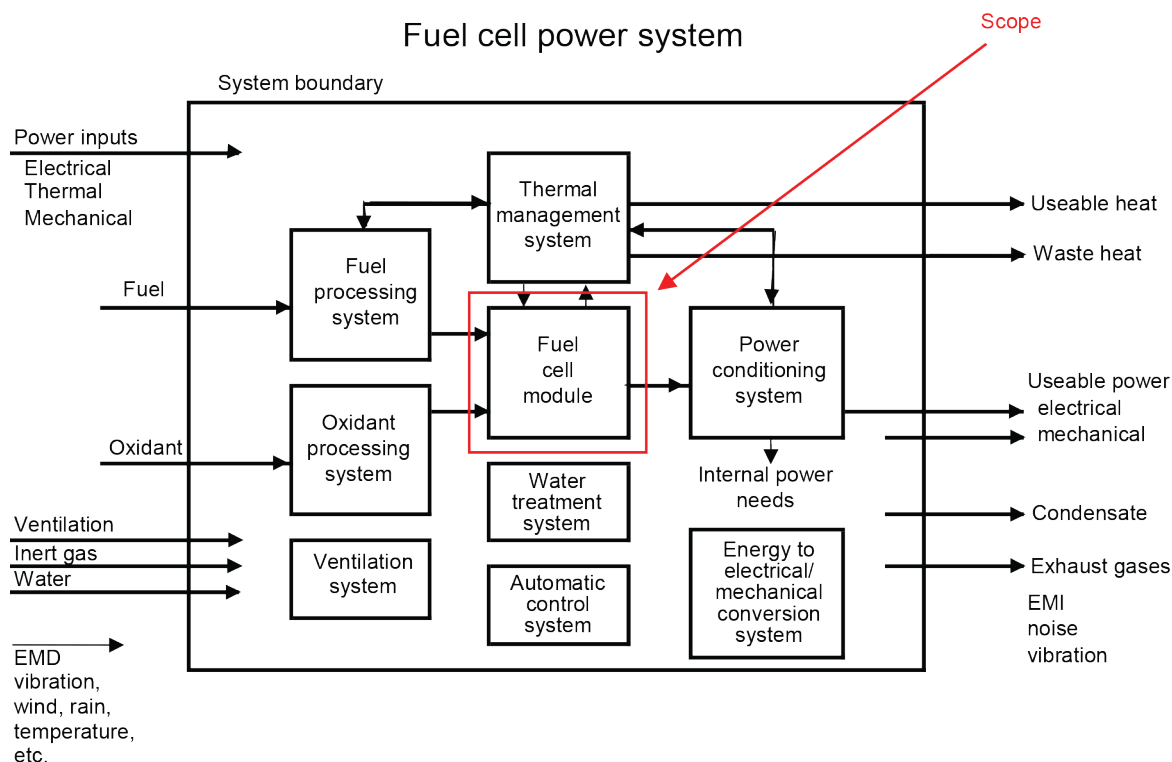 Scope
Fuel cell power system
System boundary
Power inputs
Electrical
Thermal
Mechanical
Thermal
management
system
Useable heat
Waste heat
Fuel
Fuel
processing
system
Fuel
cell
module
Power
conditioning
system
Useable power
electrical
mechanical
Oxidant
Oxidant
processing
system
Internal power
needs
Water
treatment
system
Condensate
Ventilation
Inert gas
Water
Ventilation
system
Automatic
control
system
Energy to
electrical/
mechanical
conversion
system
Exhaust gases
EMI
noise
vibration
EMD
vibration,
wind, rain,
temperature,
etc.